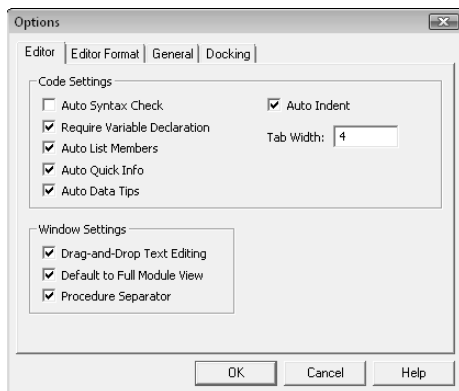 Options
Editor Editor Format General Docking
Code Settings
Auto Syntax Check
Require Variable Declaration
Auto List Members
Auto Quick Info
Auto Data Tips
Auto Indent
Tab Width: 4
Window Settings
Drag-and-Drop Text Editing
Default to Full Module View
Procedure Separator
OK Cancel Help